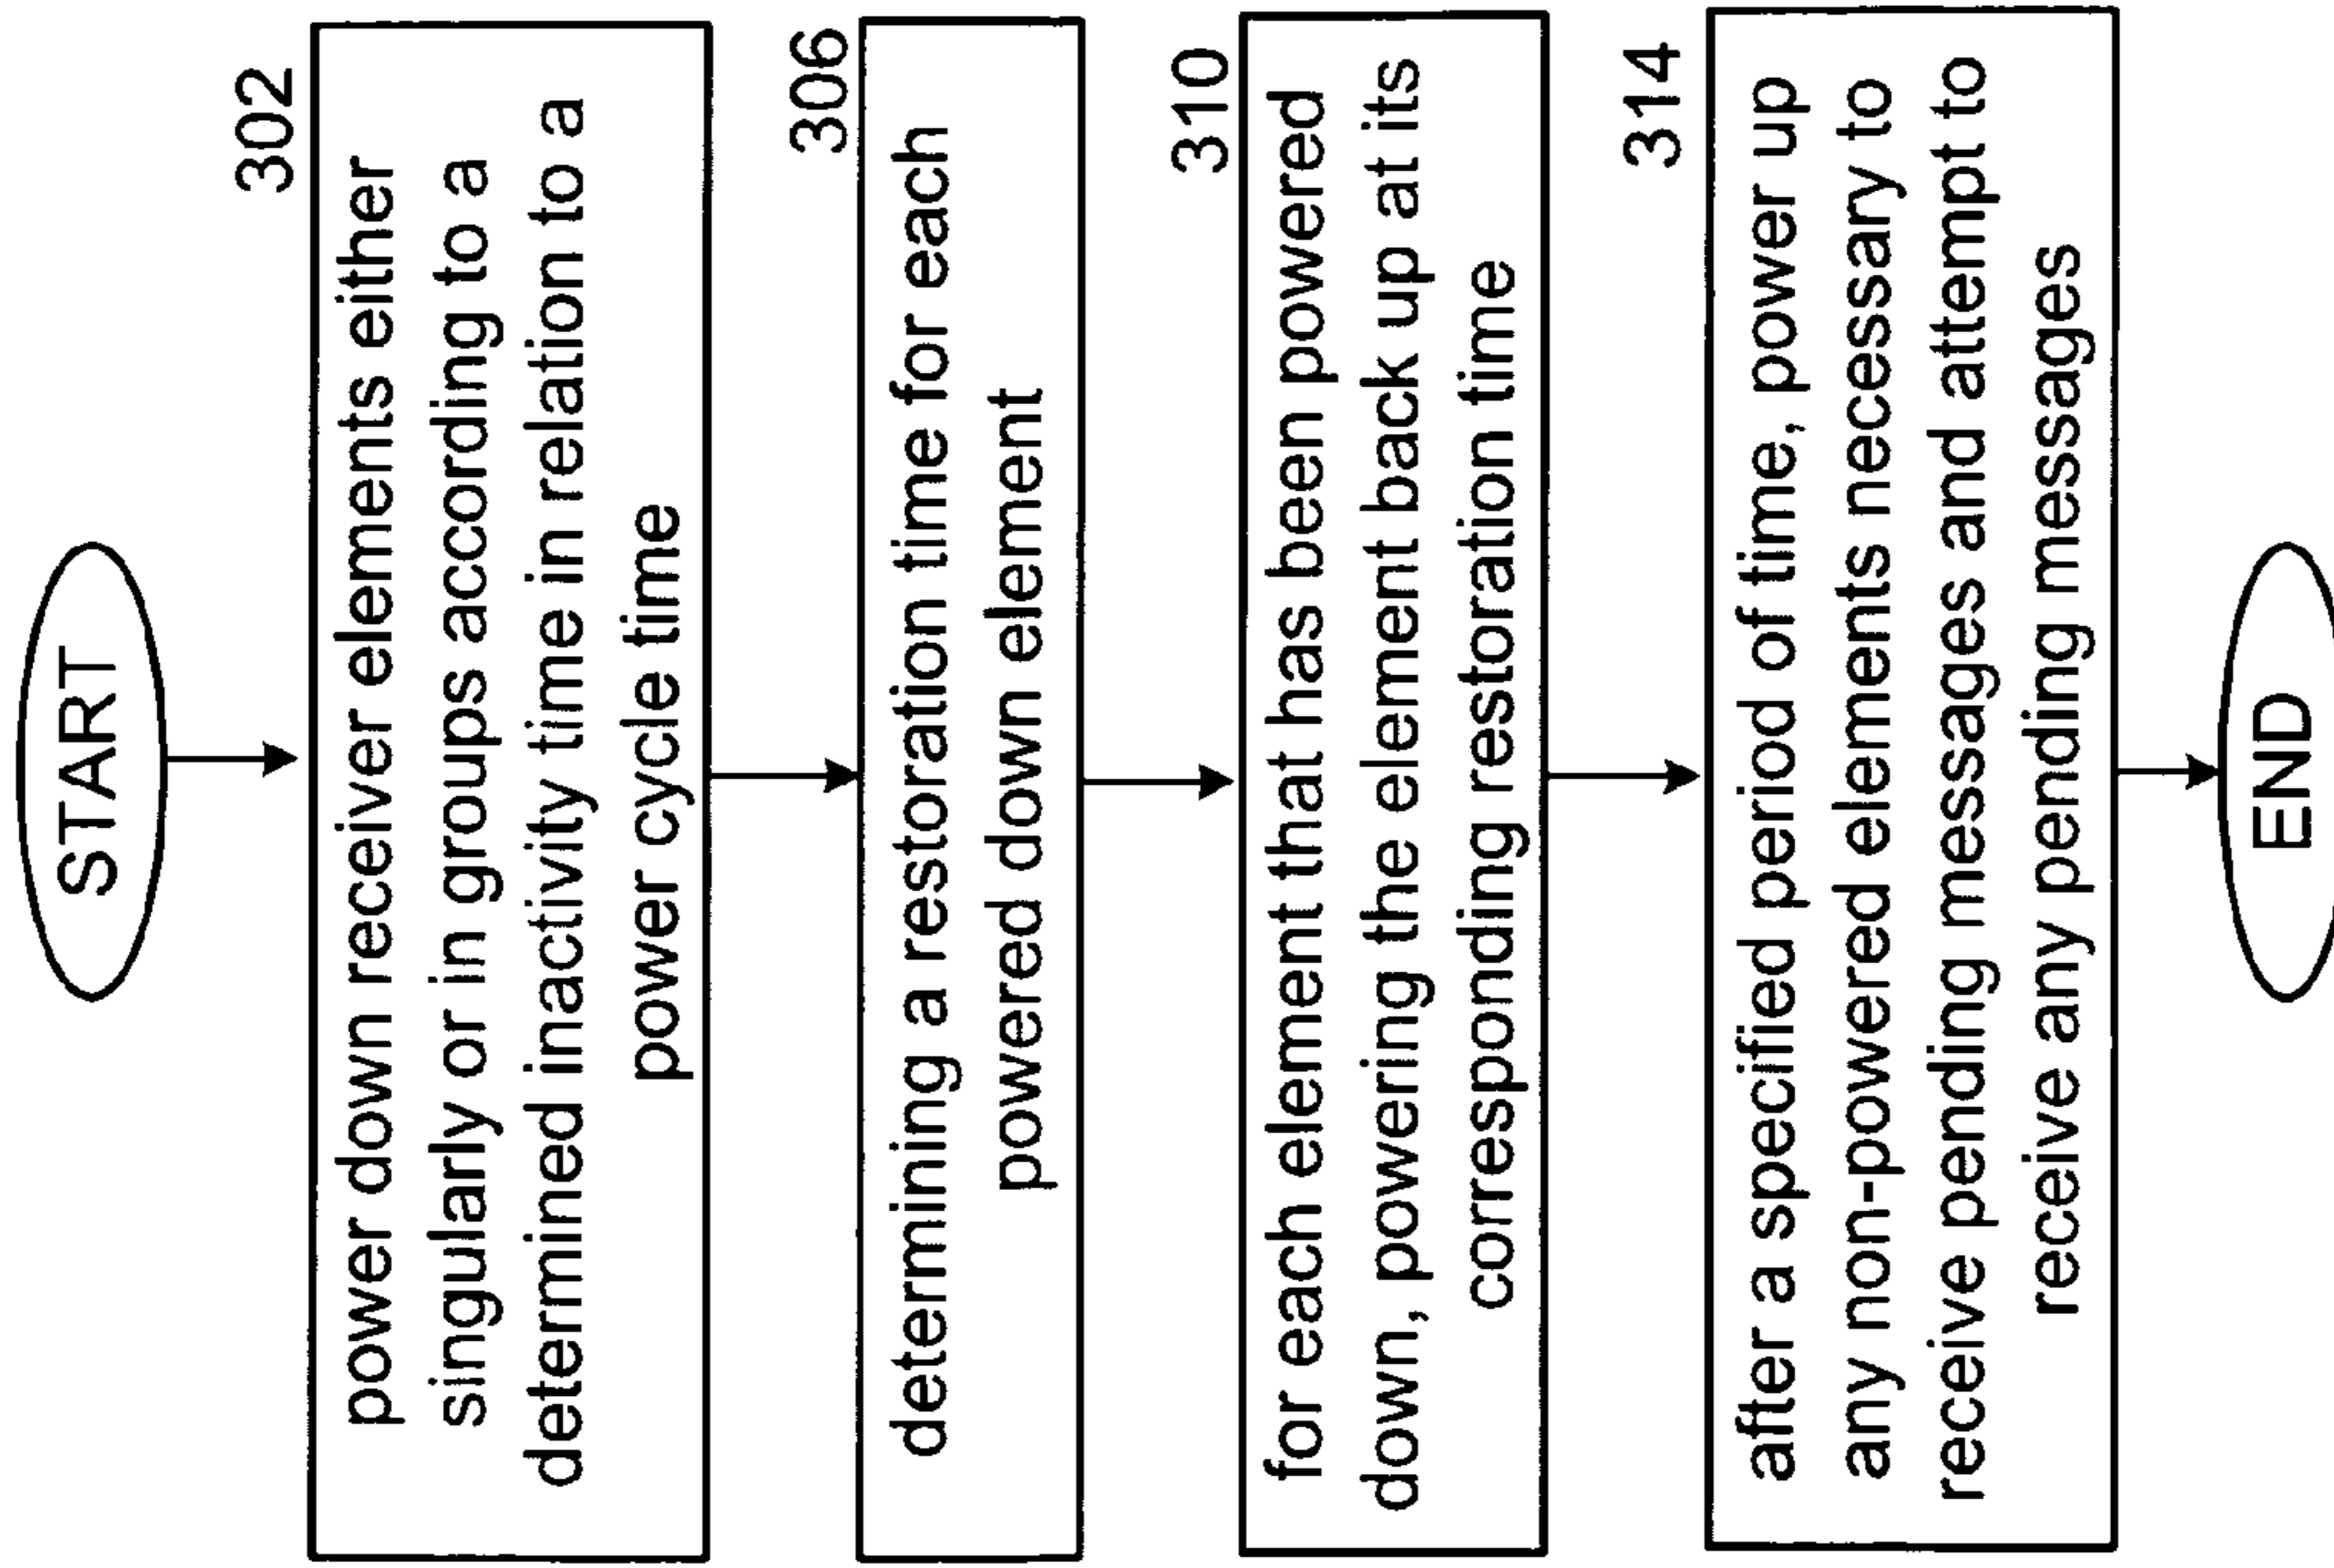 START
302
power down receiver elements either
singularly or in groups according to a
determined inactivity time in relation to a
power cycle time
306
determining a restoration time for each
powered down element
310
for each element that has been powered
down, powering the element back up at its
corresponding restoration time
314
after a specified period of time, power up
any non-powered elements necessary to
receive pending messages and attempt to
receive any pending messages
END